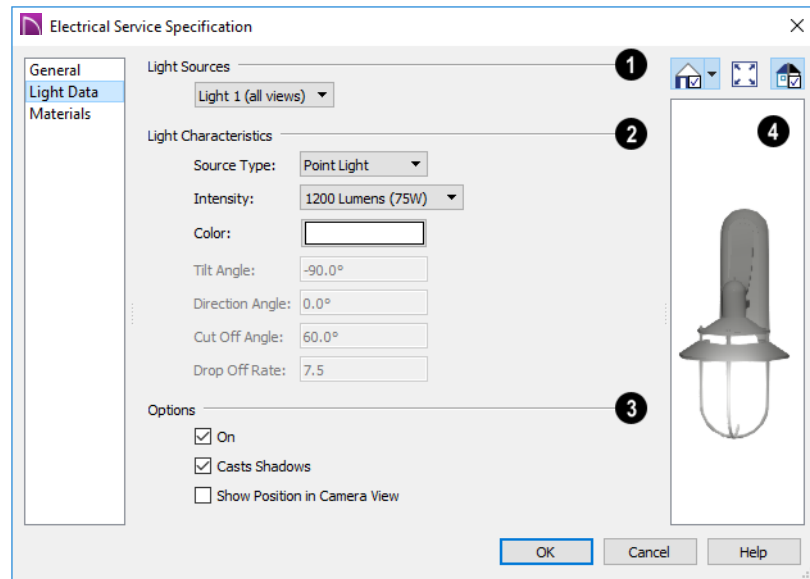 Electrical Service Specification
General
Light Data
Materials
Light Sources 1
Light 1 (all views)
Light Characteristics 2
Source Type: Point Light
Intensity: 1200 Lumens (75W)
Color:
Tilt Angle: -90.0°
Direction Angle: 0.0°
Cut Off Angle: 60.0°
Drop Off Rate: 7.5
Options 3
On
Casts Shadows
Show Position in Camera View
4
OK Cancel Help